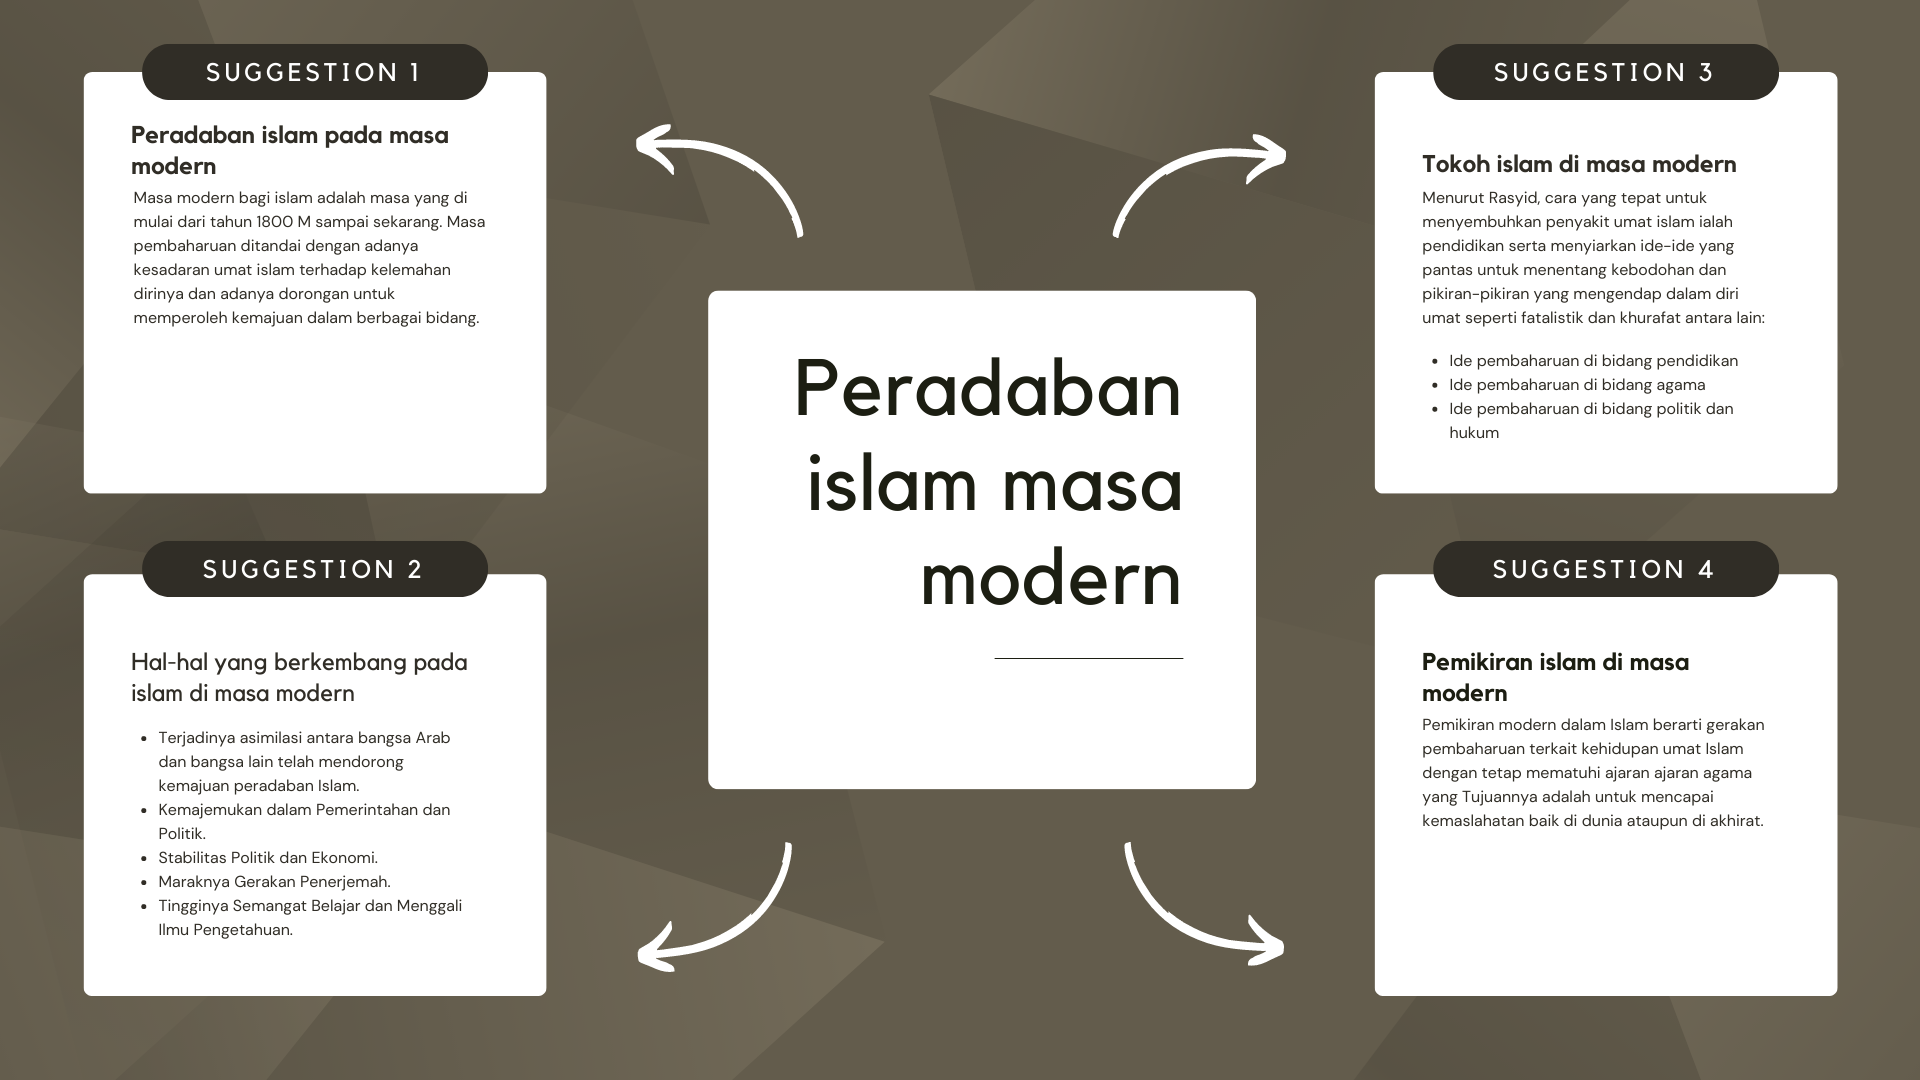 SUGGESTION 1
Peradaban islam pada masa
modern
Masa modern bagi islam adalah masa yang di
mulai dari tahun 1800 M sampai sekarang. Masa
pembaharuan ditandai dengan adanya
kesadaran umat islam terhadap kelemahan
dirinya dan adanya dorongan untuk
memperoleh kemajuan dalam berbagai bidang.
SUGGESTION 2
Hal-hal yang berkembang pada
islam di masa modern
• Terjadinya asimilasi antara bangsa Arab
dan bangsa lain telah mendorong
kemajuan peradaban Islam.
• Kemajemukan dalam Pemerintahan dan
Politik.
• Stabilitas Politik dan Ekonomi.
• Maraknya Gerakan Penerjemah.
• Tingginya Semangat Belajar dan Menggali
Ilmu Pengetahuan.
Peradaban
islam masa
modern
SUGGESTION 3
Tokoh islam di masa modern
Menurut Rasyid, cara yang tepat untuk
menyembuhkan penyakit umat islam ialah
pendidikan serta menyiarkan ide-ide yang
pantas untuk menentang kebodohan dan
pikiran-pikiran yang mengendap dalam diri
umat seperti fatalistik dan khurafat antara lain:
• Ide pembaharuan di bidang pendidikan
• Ide pembaharuan di bidang agama
• Ide pembaharuan di bidang politik dan
hukum
SUGGESTION 4
Pemikiran islam di masa
modern
Pemikiran modern dalam Islam berarti gerakan
pembaharuan terkait kehidupan umat Islam
dengan tetap mematuhi ajaran ajaran agama
yang Tujuannya adalah untuk mencapai
kemaslahatan baik di dunia ataupun di akhirat.